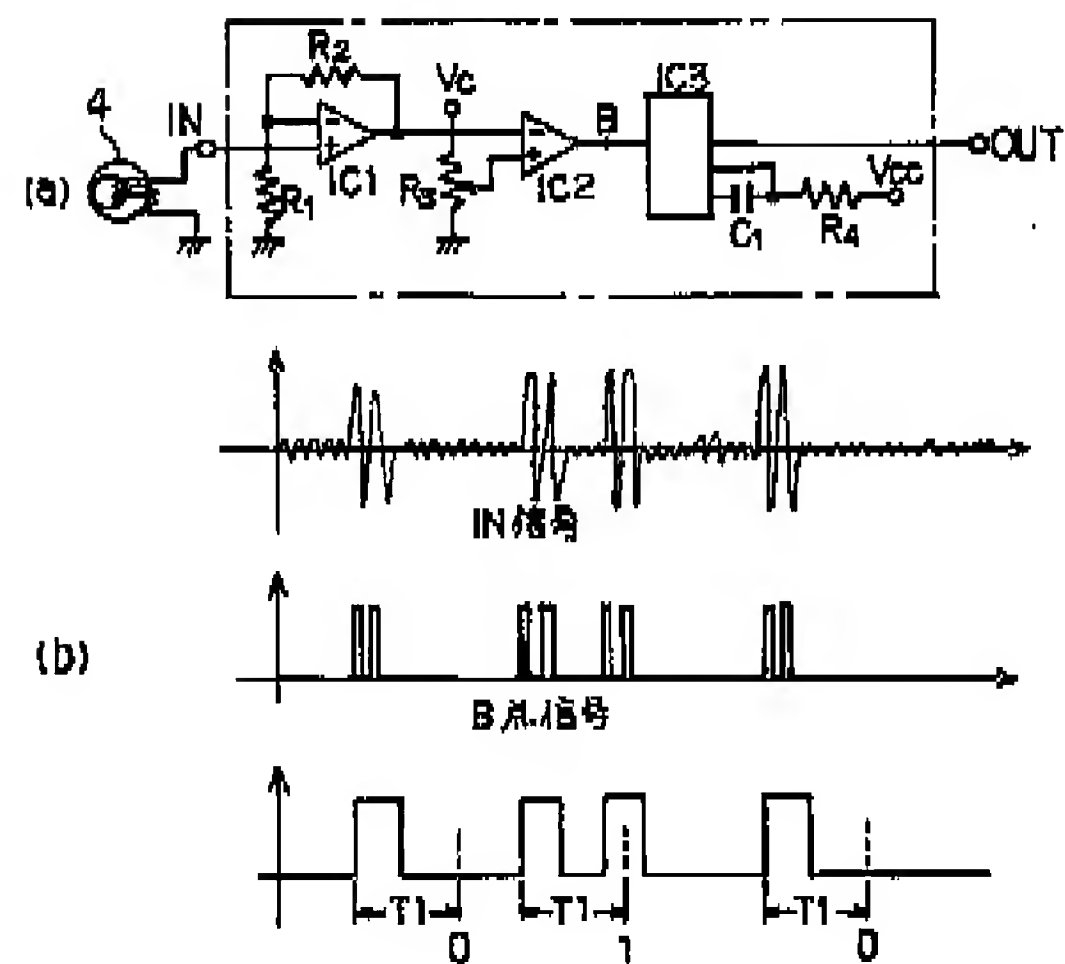 R2
IC3
4
IN
Vc
B
OUT
(a)
IC1
R3
IC2
Vcc
R1
C1
R4
IN信号
(b)
B点信号
T1
T1
T1
0
1
0